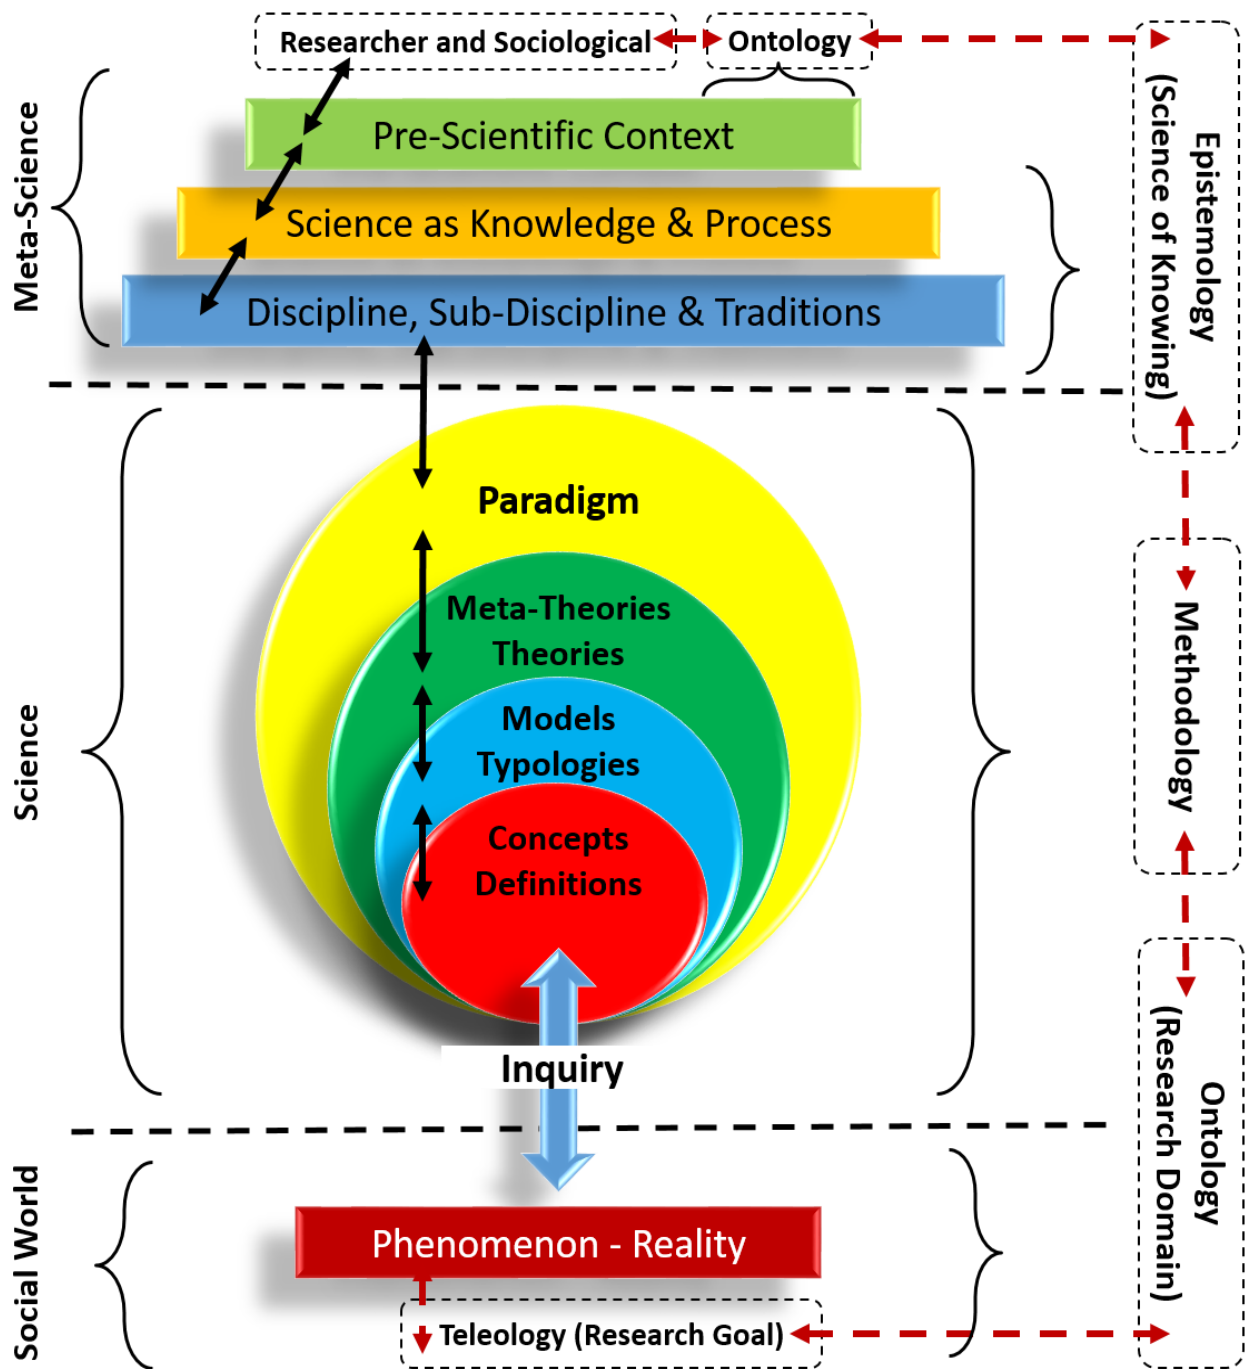 Researcher and Sociological
Ontology
Meta-Science
Pre-Scientific Context
Science as Knowledge & Process
Discipline, Sub-Discipline & Traditions
Epistemology
(Science of Knowing)
Science
Paradigm
Meta-Theories
Theories
Models
Typologies
Concepts
Definitions
Inquiry
Methodology
Social World
Phenomenon - Reality
Teleology (Research Goal)
Ontology
(Research Domain)